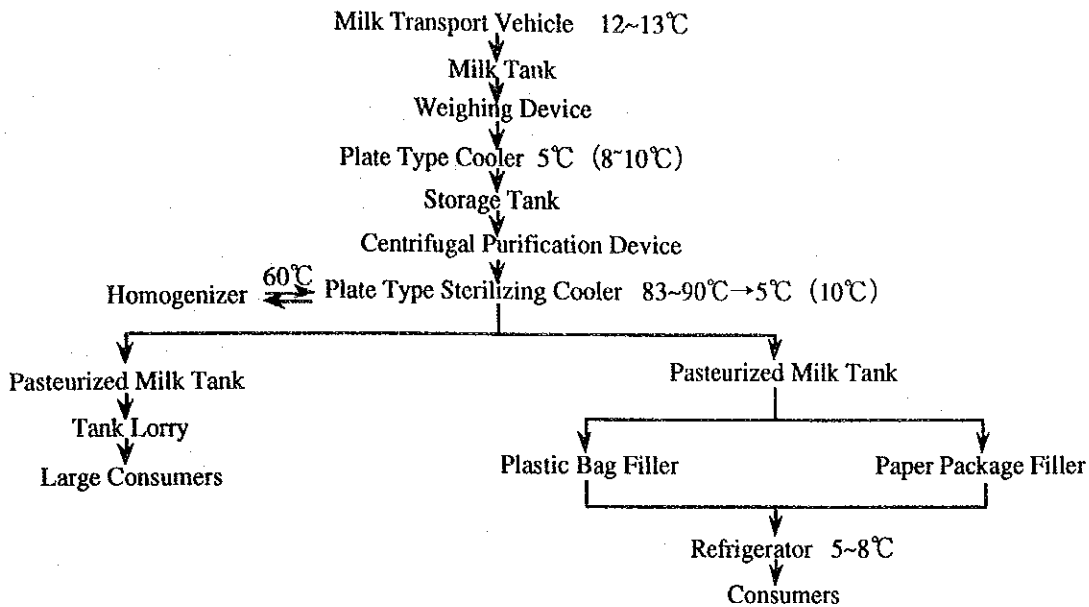 Milk Transport Vehicle 12~13℃
Milk Tank
Weighing Device
Plate Type Cooler 5℃ (8~10℃)
Storage Tank
Centrifugal Purification Device
60℃
Homogenizer
Plate Type Sterilizing Cooler 83~90℃→5℃ (10℃)
Pasteurized Milk Tank
Tank Lorry
Large Consumers
Pasteurized Milk Tank
Plastic Bag Filler
Paper Package Filler
Refrigerator 5~8℃
Consumers